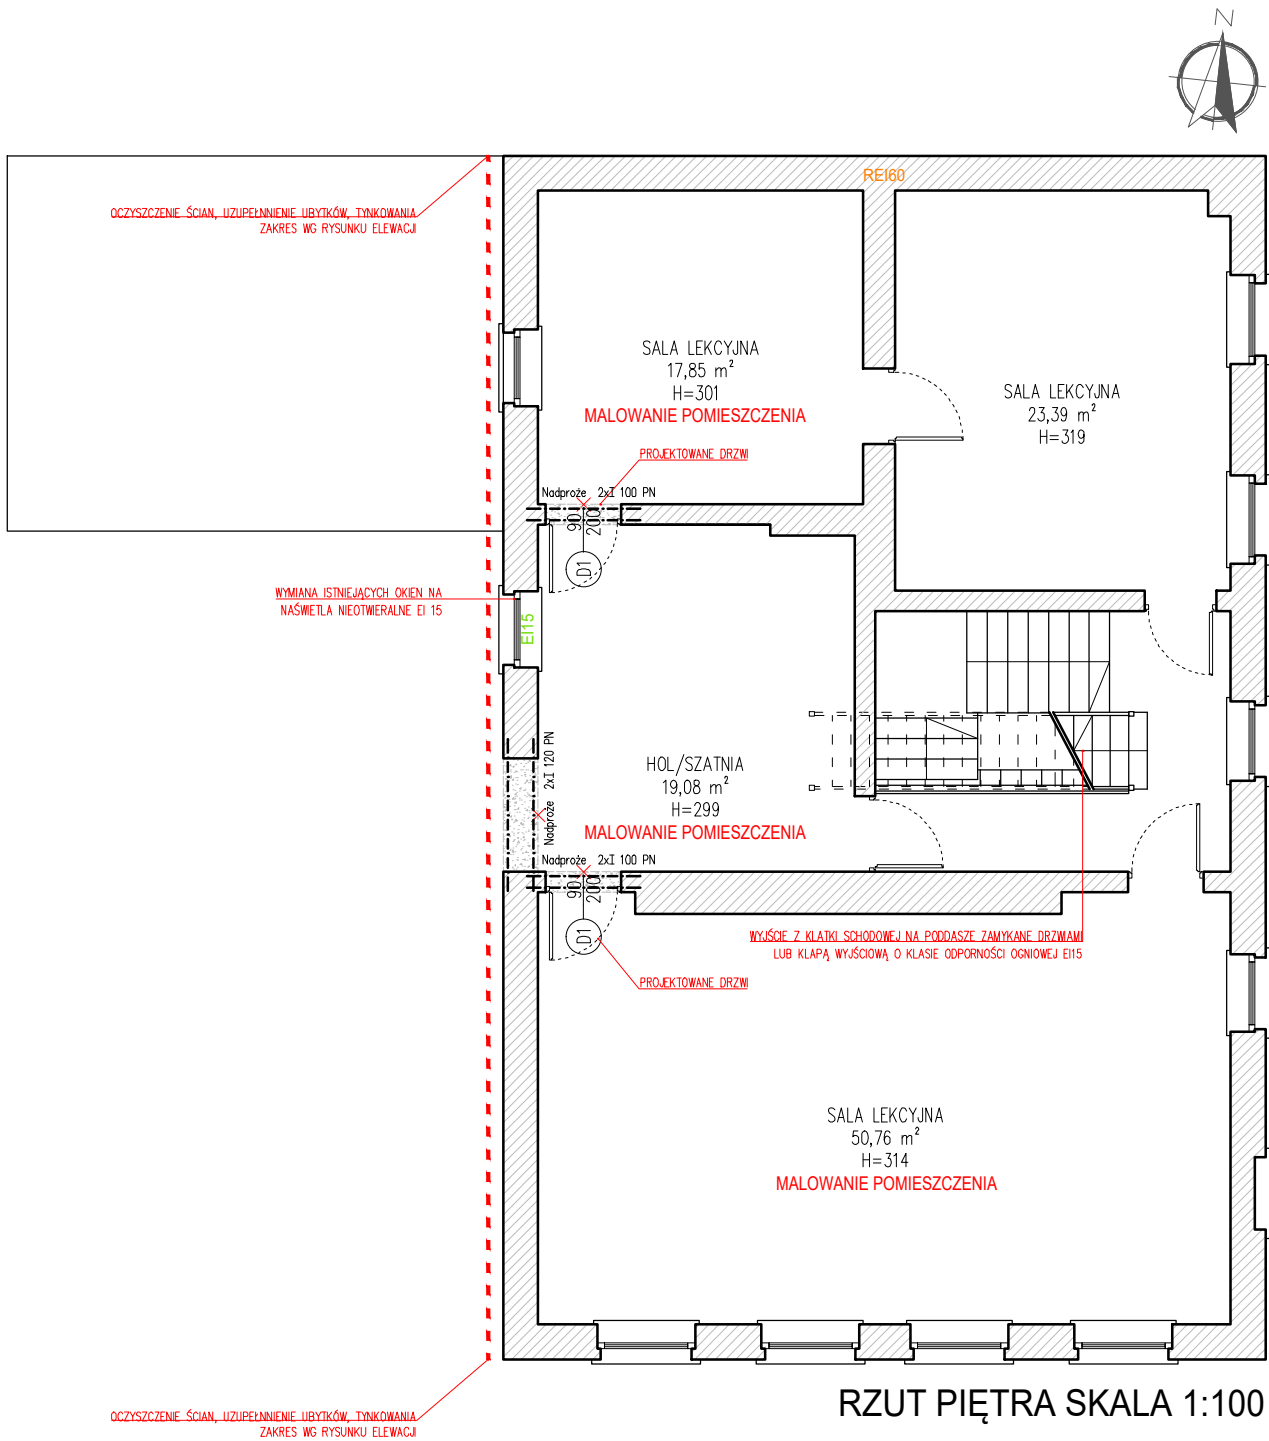 N
REI60
OCZYSZCZENIE ŚCIAN, UZUPEŁNNIENIE UBYTKÓW, TYNKOWANIA
ZAKRES WG RYSUNKU ELEWACJI
SALA LEKCYJNA
17,85 m²
H=301
MALOWANIE POMIESZCZENIA
SALA LEKCYJNA
23,39 m²
H=319
PROJEKTOWANE DRZWI
Nadproże 2xI 100 PN
90
200
D1
WYMIANA ISTNIEJĄCYCH OKIEN NA
NAŚWIETLA NIEOTWIERALNE EI 15
EI15
Nadproże 2xI 120 PN
HOL/SZATNIA
19,08 m²
H=299
MALOWANIE POMIESZCZENIA
Nadproże 2xI 100 PN
90
200
D1
PROJEKTOWANE DRZWI
WYJŚCIE Z KLATKI SCHODOWEJ NA PODDASZE ZAMYKANE DRZWIAMI
LUB KLAPĄ WYJŚCIOWĄ O KLASIE ODPORNOŚCI OGNIOWEJ EI15
SALA LEKCYJNA
50,76 m²
H=314
MALOWANIE POMIESZCZENIA
RZUT PIĘTRA SKALA 1:100
OCZYSZCZENIE ŚCIAN, UZUPEŁNNIENIE UBYTKÓW, TYNKOWANIA
ZAKRES WG RYSUNKU ELEWACJI